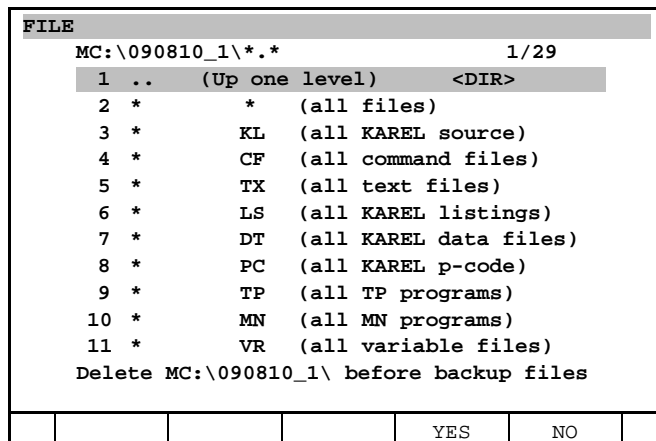 FILE
MC:\090810_1\*.* 1/29
1 .. (Up one level) <DIR>
2 * * (all files)
3 * KL (all KAREL source)
4 * CF (all command files)
5 * TX (all text files)
6 * LS (all KAREL listings)
7 * DT (all KAREL data files)
8 * PC (all KAREL p-code)
9 * TP (all TP programs)
10 * MN (all MN programs)
11 * VR (all variable files)
Delete MC:\090810_1\ before backup files
YES NO